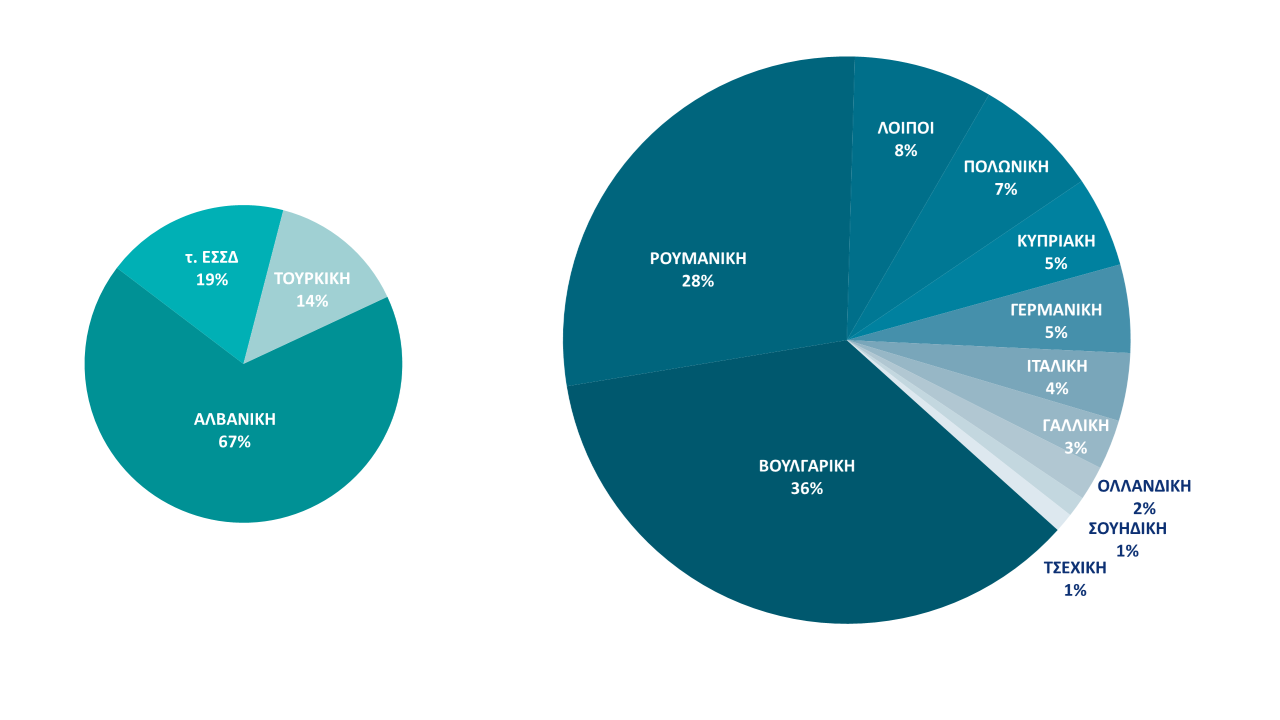 τ. ΕΣΣΔ
19%
ΤΟΥΡΚΙΚΗ
14%
ΑΛΒΑΝΙΚΗ
67%
ΛΟΙΠΟΙ
8%
ΠΟΛΩΝΙΚΗ
7%
ΚΥΠΡΙΑΚΗ
5%
ΓΕΡΜΑΝΙΚΗ
5%
ΙΤΑΛΙΚΗ
4%
ΓΑΛΛΙΚΗ
3%
ΟΛΛΑΝΔΙΚΗ
2%
ΣΟΥΗΔΙΚΗ
1%
ΤΣΕΧΙΚΗ
1%
ΒΟΥΛΓΑΡΙΚΗ
36%
ΡΟΥΜΑΝΙΚΗ
28%